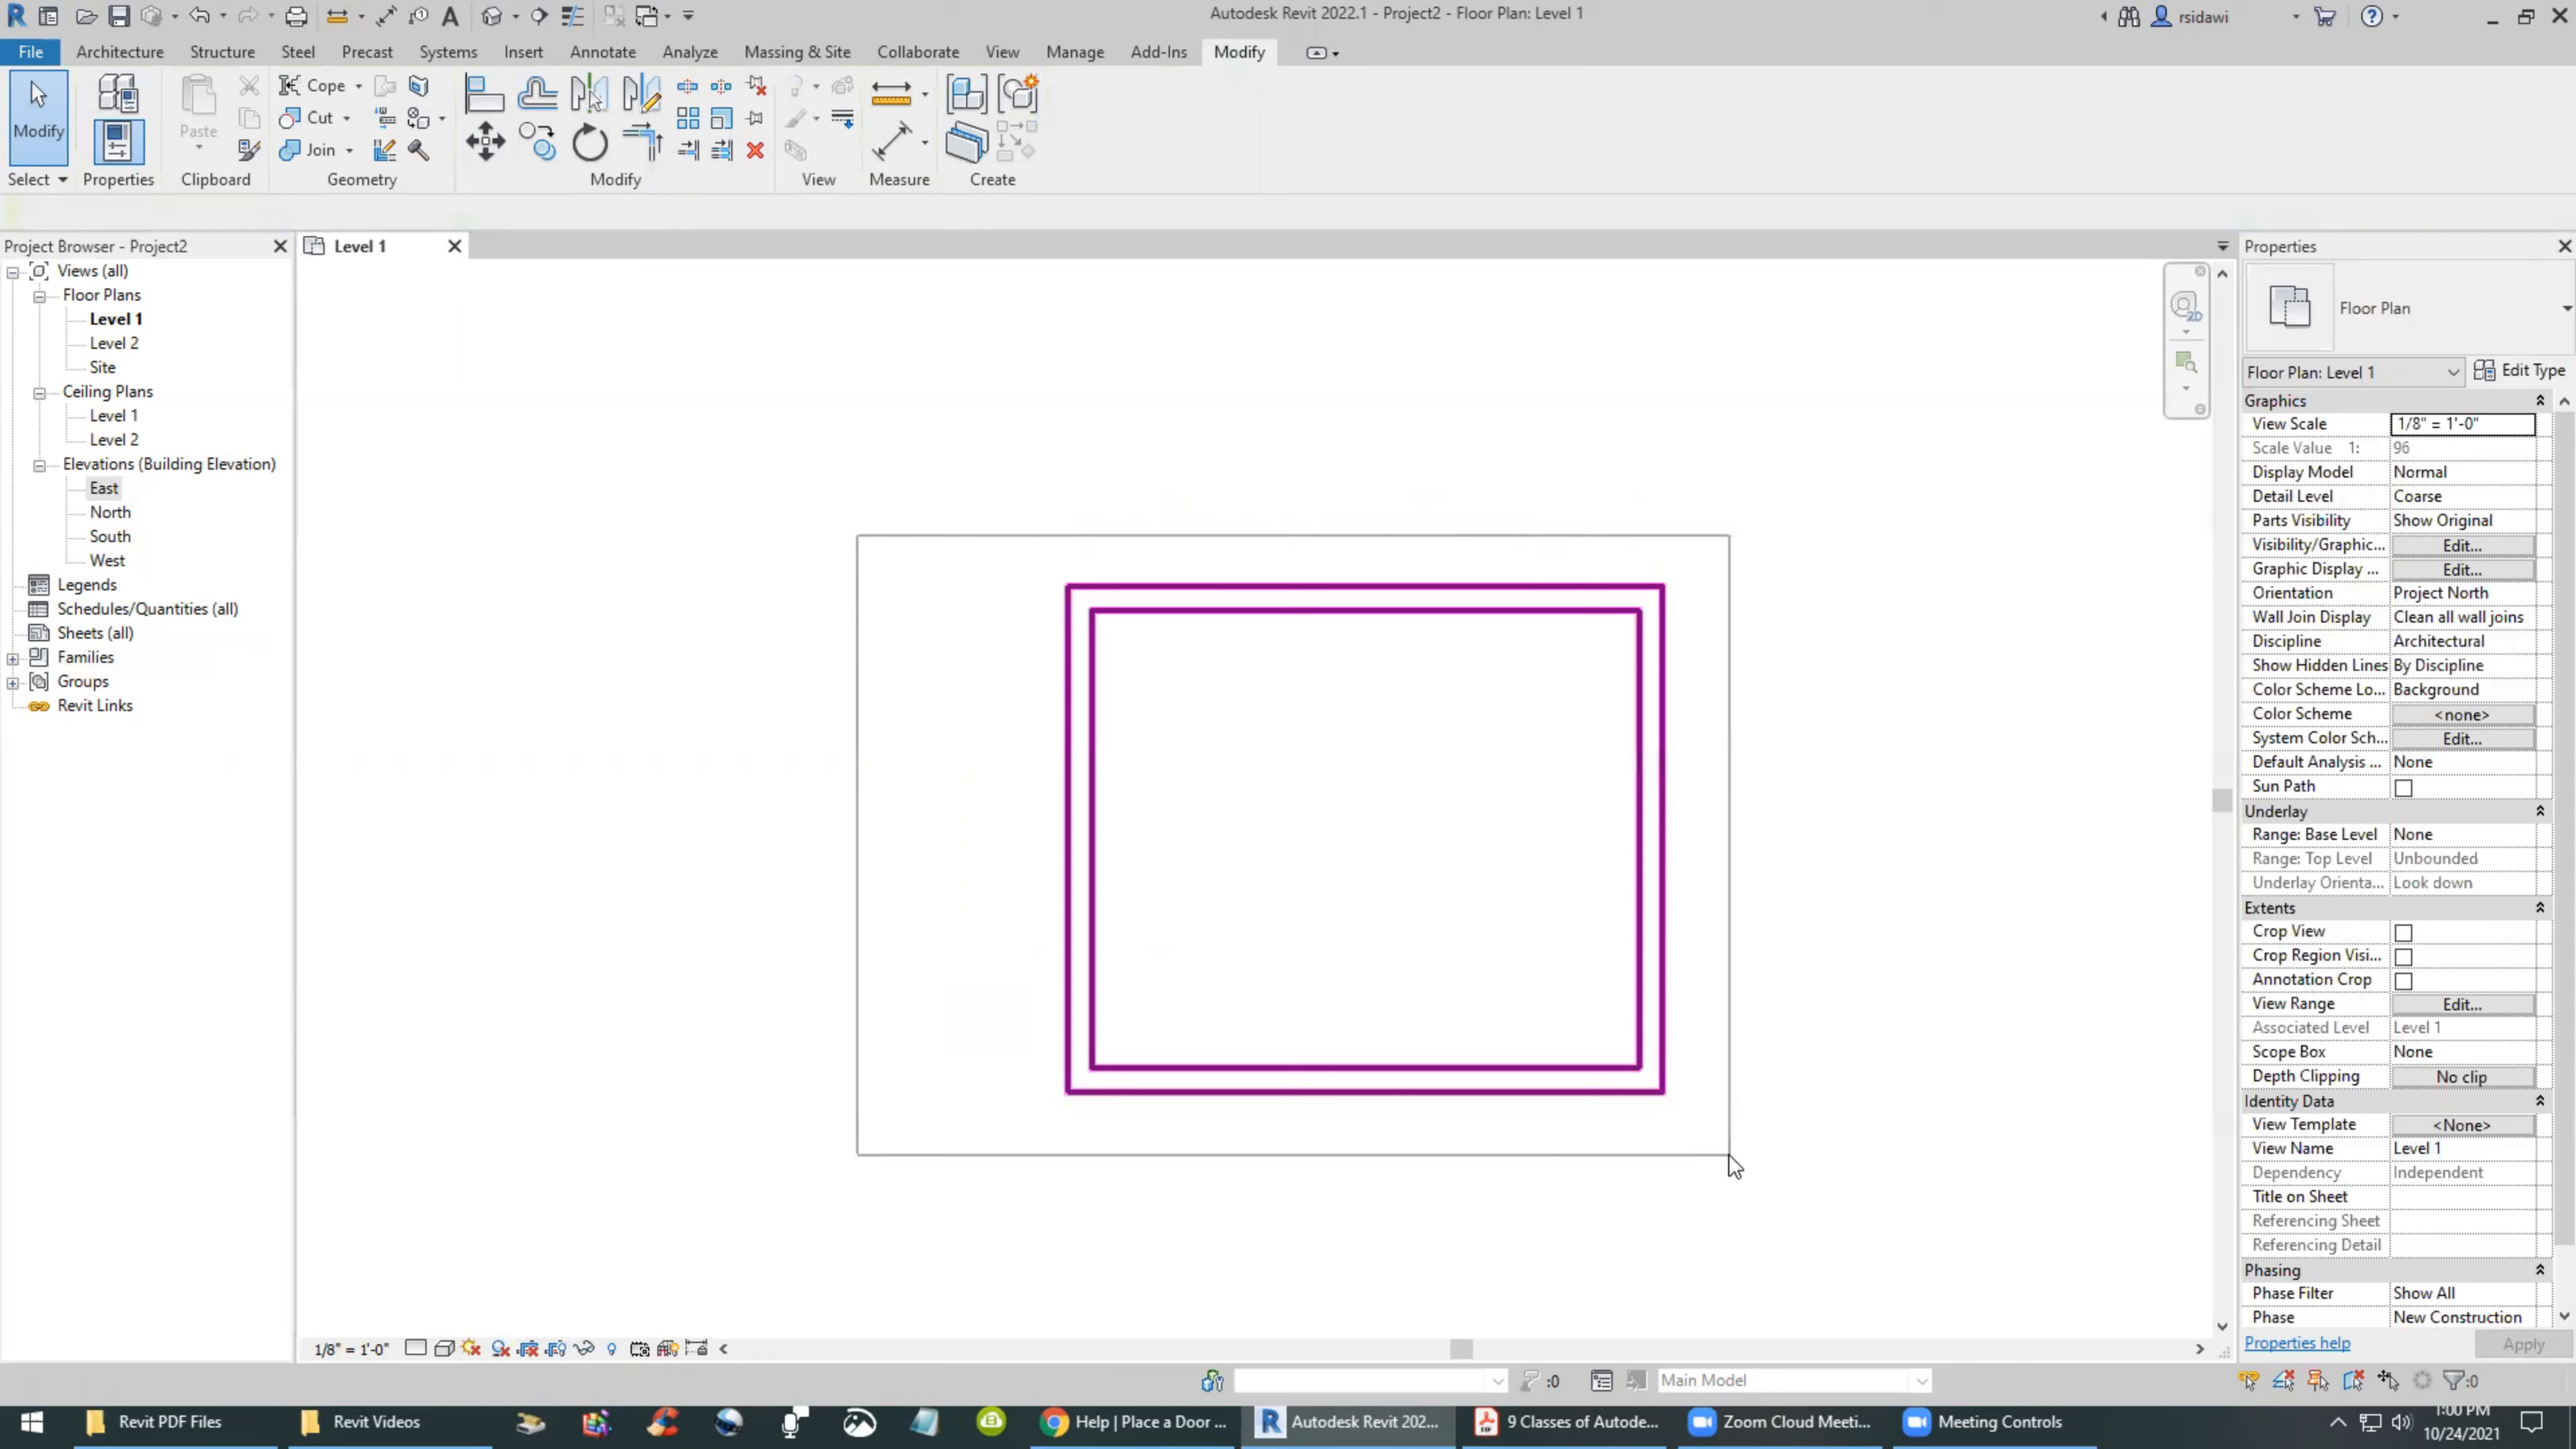 Autodesk Revit 2022.1 - Project2 - Floor Plan: Level 1
rsidawi
File Architecture Structure Steel Precast Systems Insert Annotate Analyze Massing & Site Collaborate View Manage Add-Ins Modify
Modify
Paste
Cope
Cut
Join
Select Properties Clipboard Geometry Modify View Measure Create
Project Browser - Project2
Views (all)
Floor Plans
Level 1
Level 2
Site
Ceiling Plans
Level 1
Level 2
Elevations (Building Elevation)
East
North
South
West
Legends
Schedules/Quantities (all)
Sheets (all)
Families
Groups
Revit Links
Level 1
2D
Properties
Floor Plan
Floor Plan: Level 1 Edit Type
Graphics
View Scale 1/8" = 1'-0"
Scale Value 1: 96
Display Model Normal
Detail Level Coarse
Parts Visibility Show Original
Visibility/Graphic... Edit...
Graphic Display ... Edit...
Orientation Project North
Wall Join Display Clean all wall joins
Discipline Architectural
Show Hidden Lines By Discipline
Color Scheme Lo... Background
Color Scheme <none>
System Color Sch... Edit...
Default Analysis ... None
Sun Path
Underlay
Range: Base Level None
Range: Top Level Unbounded
Underlay Orienta... Look down
Extents
Crop View
Crop Region Visi...
Annotation Crop
View Range Edit...
Associated Level Level 1
Scope Box None
Depth Clipping No clip
Identity Data
View Template <None>
View Name Level 1
Dependency Independent
Title on Sheet
Referencing Sheet
Referencing Detail
Phasing
Phase Filter Show All
Phase New Construction
Properties help Apply
1/8" = 1'-0"
:0 Main Model :0
Revit PDF Files Revit Videos Help | Place a Door ... Autodesk Revit 202... 9 Classes of Autode... Zoom Cloud Meeti... Meeting Controls
1:00 PM
10/24/2021